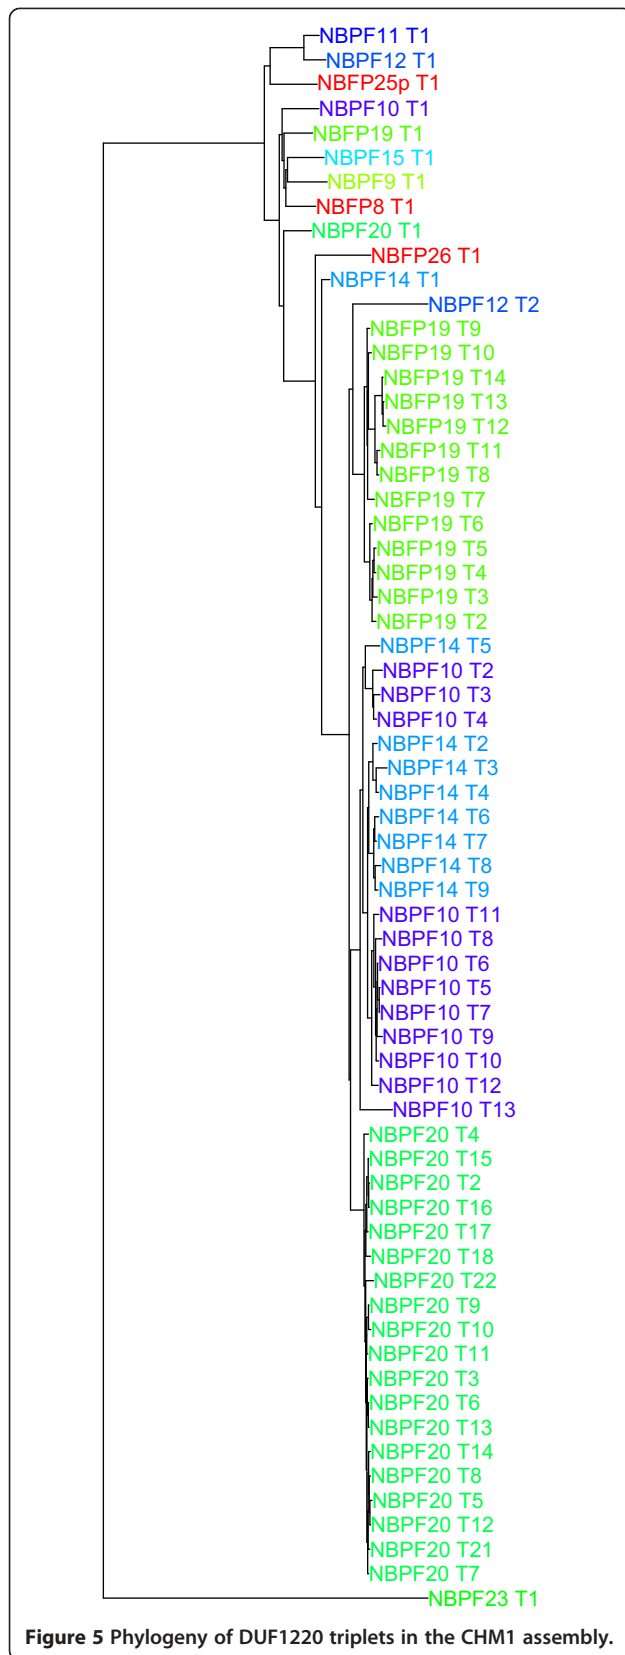 NBPF11 T1
NBPF12 T1
NBFP25p T1
NBPF10 T1
NBFP19 T1
NBPF15 T1
NBPF9 T1
NBFP8 T1
NBPF20 T1
NBFP26 T1
NBPF14 T1
NBPF12 T2
NBFP19 T9
NBFP19 T10
NBFP19 T14
NBFP19 T13
NBFP19 T12
NBFP19 T11
NBFP19 T8
NBFP19 T7
NBFP19 T6
NBFP19 T5
NBFP19 T4
NBFP19 T3
NBFP19 T2
NBPF14 T5
NBPF10 T2
NBPF10 T3
NBPF10 T4
NBPF14 T2
NBPF14 T3
NBPF14 T4
NBPF14 T6
NBPF14 T7
NBPF14 T8
NBPF14 T9
NBPF10 T11
NBPF10 T8
NBPF10 T6
NBPF10 T5
NBPF10 T7
NBPF10 T9
NBPF10 T10
NBPF10 T12
NBPF10 T13
NBPF20 T4
NBPF20 T15
NBPF20 T2
NBPF20 T16
NBPF20 T17
NBPF20 T18
NBPF20 T22
NBPF20 T9
NBPF20 T10
NBPF20 T11
NBPF20 T3
NBPF20 T6
NBPF20 T13
NBPF20 T14
NBPF20 T8
NBPF20 T5
NBPF20 T12
NBPF20 T21
NBPF20 T7
NBPF23 T1
Figure 5 Phylogeny of DUF1220 triplets in the CHM1 assembly.